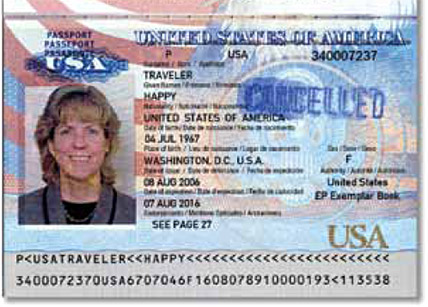 PASSPORT
PASSEPORT
PASAPORTE
USA
UNITED STATES OF AMERICA
P USA 340007237
TRAVELER
Given Names / Prénoms / Nombres
HAPPY
Nationality / Nationalité / Nacionalidad
CANCELLED
UNITED STATES OF AMERICA
Date of birth / Date de naissance / Fecha de nacimiento
04 JUL 1967
Place of birth / Lieu de naissance / Lugar de nacimiento Sex / Sexe / Sexo
WASHINGTON, D.C., U.S.A. F
Date of issue / Date de délivrance / Fecha de expedición Authority / Autorité / Autoridad
08 AUG 2006 United States
Date of expiration / Date d'expiration / Fecha de caducidad EP Exemplar Book
07 AUG 2016
Endorsements / Mentions Spéciales / Anotaciones
SEE PAGE 27
USA
P<USATRAVELER<<HAPPY<<<<<<<<<<<<<<<<<<<<<<<<
3400072370USA6707046F1608078910000193<113538